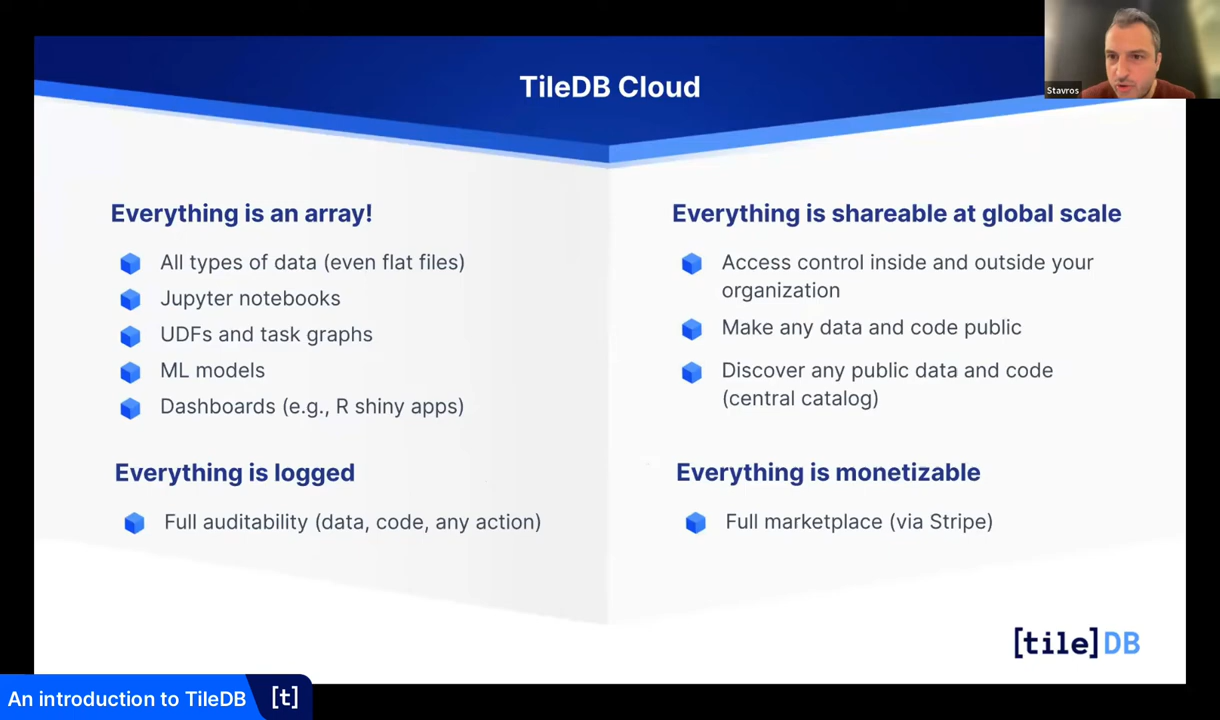 TileDB Cloud
Stavros
Everything is an array!
All types of data (even flat files)
Jupyter notebooks
UDFs and task graphs
ML models
Dashboards (e.g., R shiny apps)
Everything is logged
Full auditability (data, code, any action)
Everything is shareable at global scale
Access control inside and outside your
organization
Make any data and code public
Discover any public data and code
(central catalog)
Everything is monetizable
Full marketplace (via Stripe)
[tile]DB
An introduction to TileDB
[t]